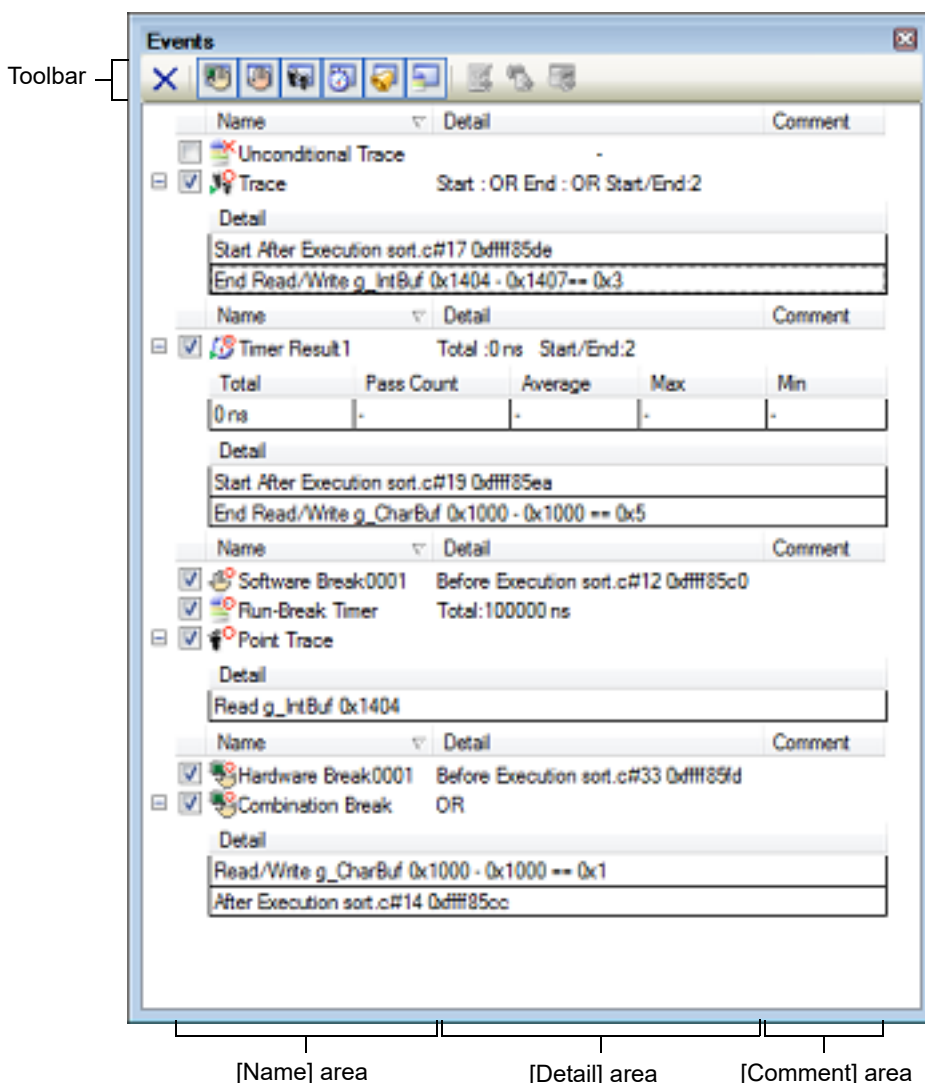 Events
Toolbar
Name Detail Comment
Unconditional Trace -
Trace Start : OR End : OR Start/End:2
Detail
Start After Execution sort.c#17 0xffff85de
End Read/Write g_IntBuf 0x1404 - 0x1407== 0x3
Name Detail Comment
Timer Result1 Total :0 ns Start/End:2
Total Pass Count Average Max Min
0 ns - - - -
Detail
Start After Execution sort.c#19 0xffff85ea
End Read/Write g_CharBuf 0x1000 - 0x1000 == 0x5
Name Detail Comment
Software Break0001 Before Execution sort.c#12 0xffff85c0
Run-Break Timer Total:100000 ns
Point Trace
Detail
Read g_IntBuf 0x1404
Name Detail Comment
Hardware Break0001 Before Execution sort.c#33 0xffff85fd
Combination Break OR
Detail
Read/Write g_CharBuf 0x1000 - 0x1000 == 0x1
After Execution sort.c#14 0xffff85cc
[Name] area [Detail] area [Comment] area